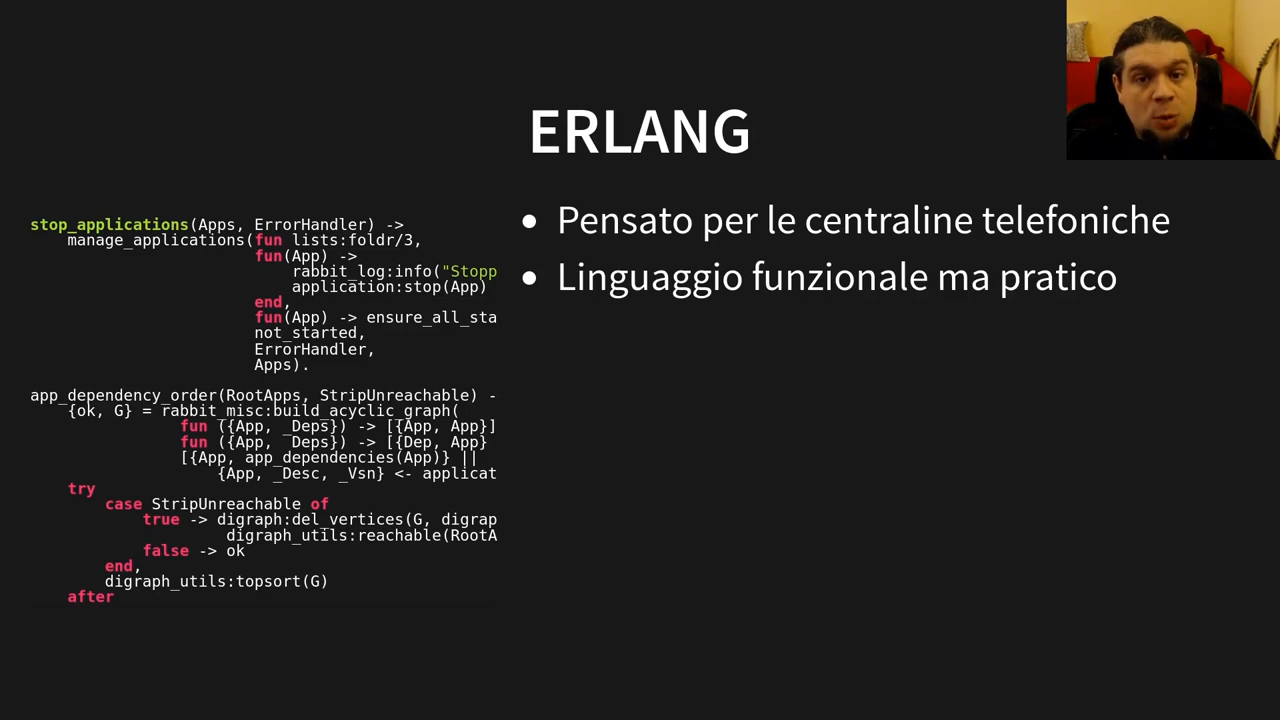 ERLANG
stop_applications(Apps, ErrorHandler) ->
    manage_applications(fun lists:foldr/3,
                        fun(App) ->
                            rabbit_log:info("Stopp
                            application:stop(App)
                        end,
                        fun(App) -> ensure_all_sta
                        not_started,
                        ErrorHandler,
                        Apps).
app_dependency_order(RootApps, StripUnreachable) -
    {ok, G} = rabbit_misc:build_acyclic_graph(
                fun ({App, _Deps}) -> [{App, App}]
                fun ({App, _Deps}) -> [{Dep, App}
                [{App, app_dependencies(App)} ||
                    {App, _Desc, _Vsn} <- applicat
    try
        case StripUnreachable of
            true -> digraph:del_vertices(G, digrap
                     digraph_utils:reachable(RootA
            false -> ok
        end,
        digraph_utils:topsort(G)
    after
• Pensato per le centraline telefoniche
• Linguaggio funzionale ma pratico